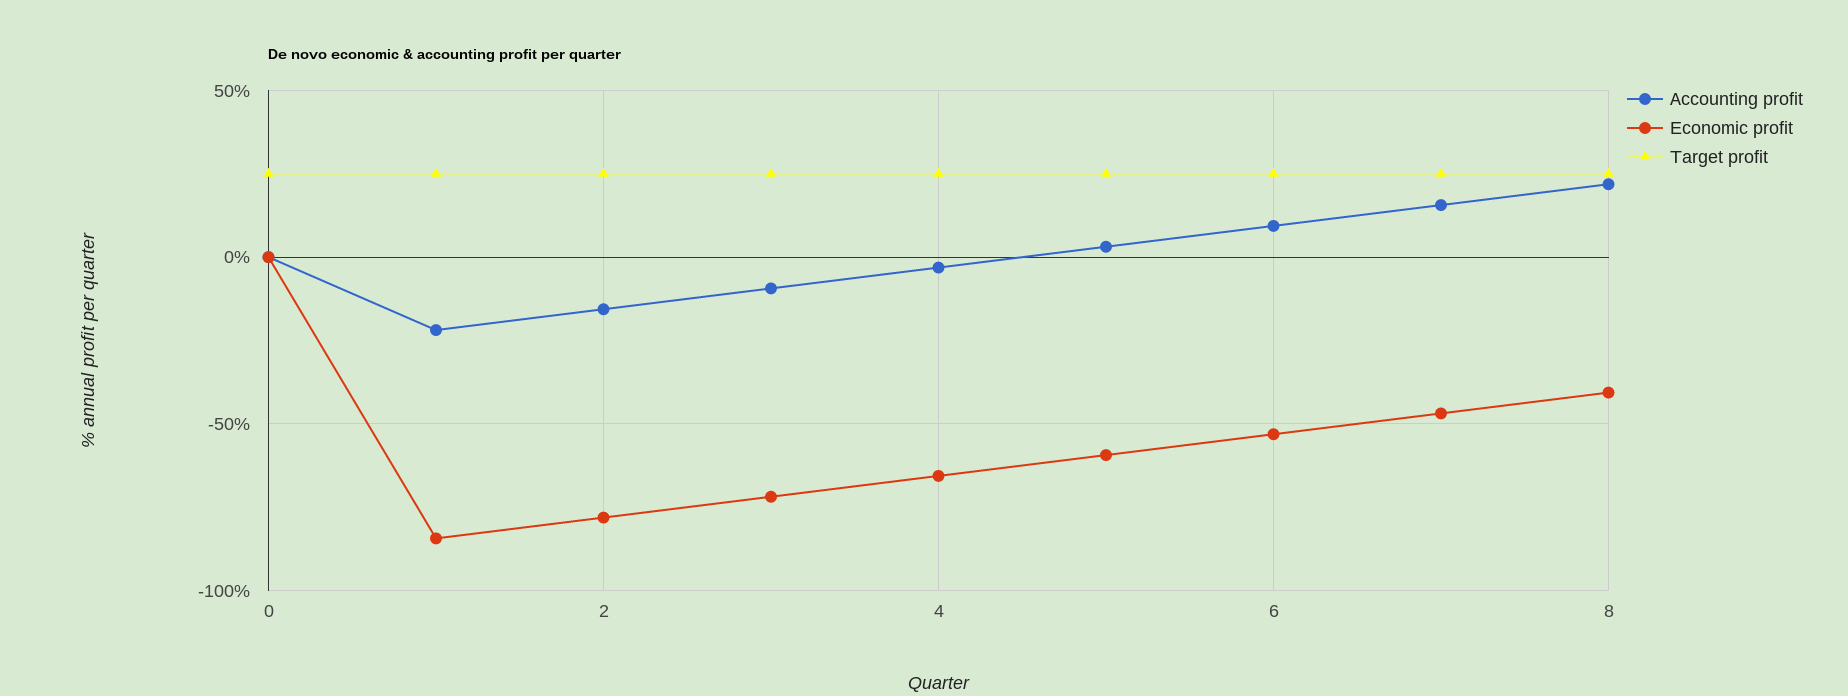 De novo economic & accounting profit per quarter
50%
0%
-50%
-100%
% annual profit per quarter
0 2 4 6 8
Quarter
Accounting profit
Economic profit
Target profit